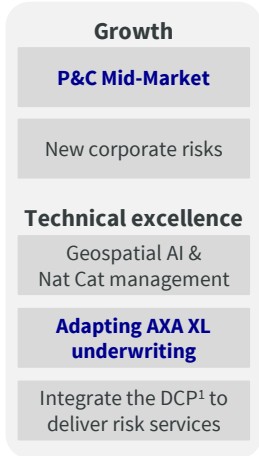 Growth
P&C Mid-Market
New corporate risks
Technical excellence
Geospatial AI &
Nat Cat management
Adapting AXA XL
underwriting
Integrate the DCP¹ to
deliver risk services